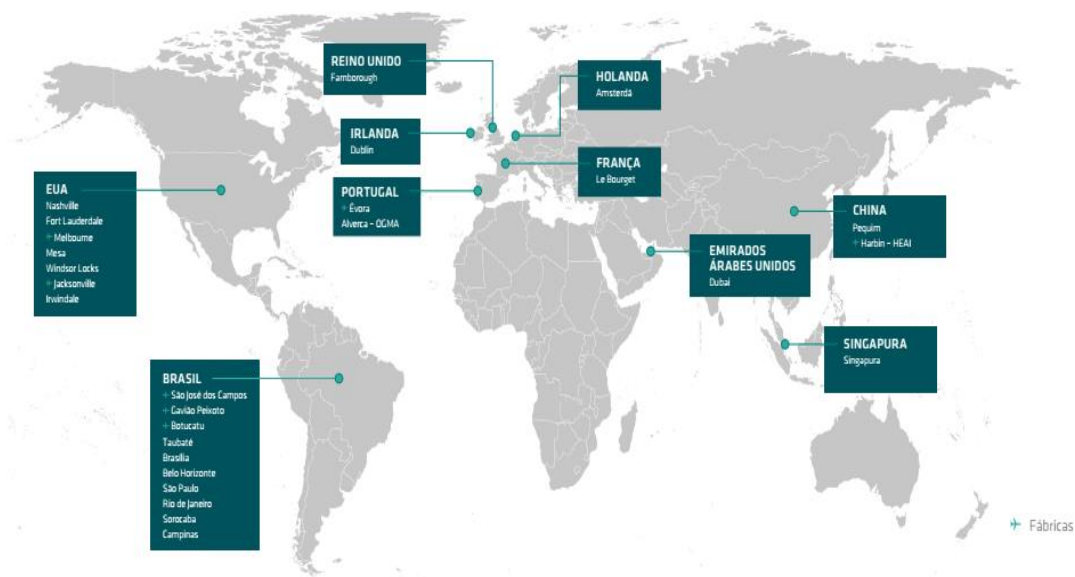 REINO UNIDO
Farnborough
HOLANDA
Amsterdã
IRLANDA
Dublin
FRANÇA
Le Bourget
EUA
Nashville
Fort Lauderdale
Melbourne
Mesa
Windsor Locks
Jacksonville
Irwindale
PORTUGAL
Évora
Alverca - OGMA
CHINA
Pequim
Harbin - HEAI
EMIRADOS
ÁRABES UNIDOS
Dubai
SINGAPURA
Singapura
BRASIL
São José dos Campos
Gavião Peixoto
Botucatu
Taubaté
Brasília
Belo Horizonte
São Paulo
Rio de Janeiro
Sorocaba
Campinas
Fábricas